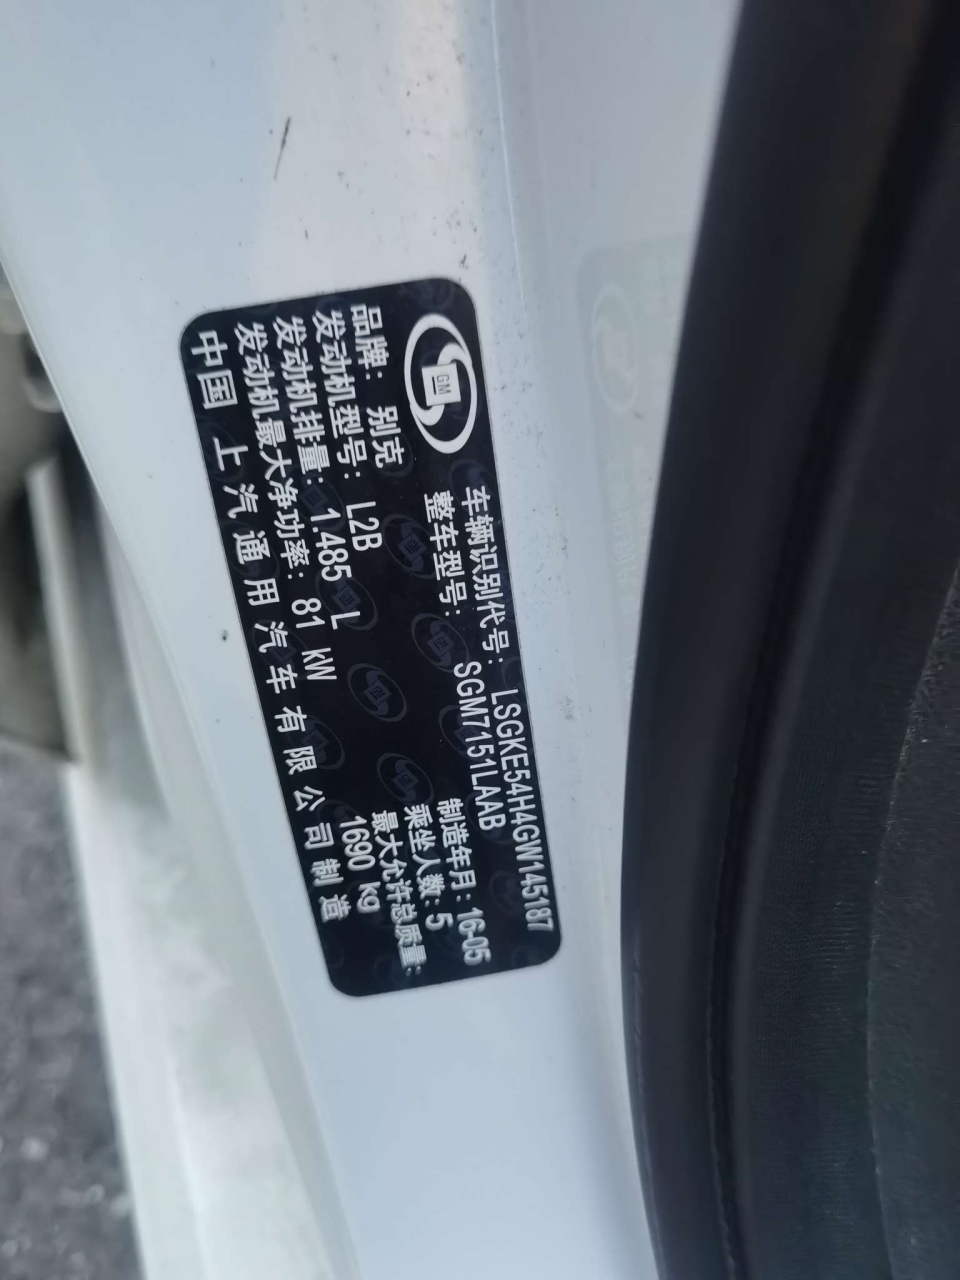 GM
车辆识别代号: LSGKE54H4GW145187
整车型号: SGM7151LAAB
品牌: 别克
制造年月: 16-05
发动机型号: L2B
乘坐人数: 5
发动机排量: 1.485 L
最大允许总质量:
发动机最大净功率: 81 kW
1690 kg
中国 上汽通用汽车有限公司制造